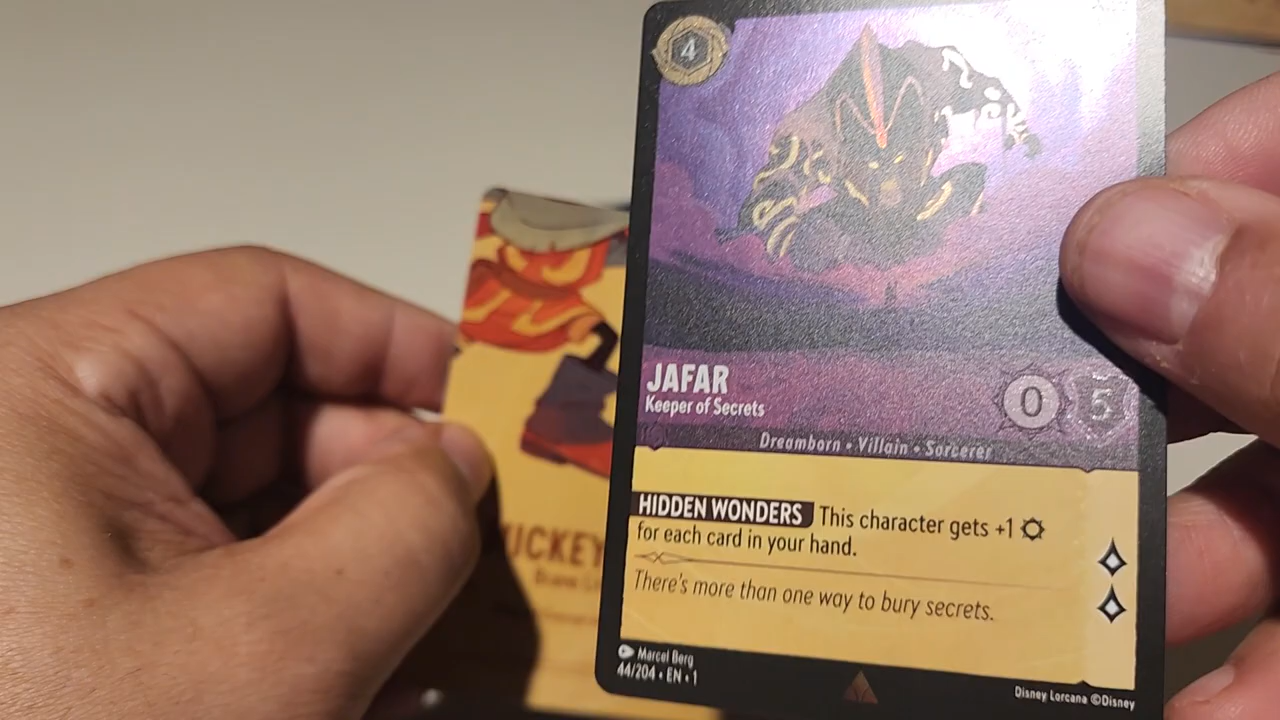 4
JAFAR
Keeper of Secrets
0 5
Dreamborn • Villain • Sorcerer
HIDDEN WONDERS This character gets +1
for each card in your hand.
There's more than one way to bury secrets.
Marcel Berg
44/204 • EN • 1
Disney Lorcana ©Disney
ICKEY